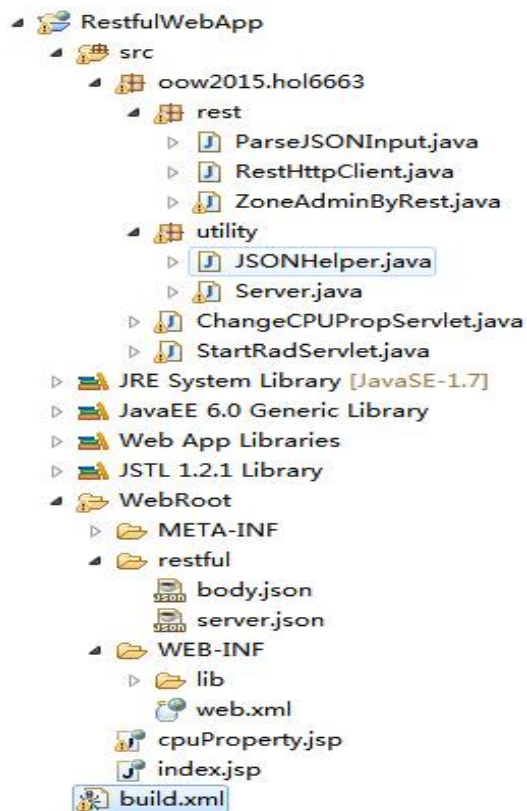 RestfulWebApp
src
oow2015.hol6663
rest
ParseJSONInput.java
RestHttpClient.java
ZoneAdminByRest.java
utility
JSONHelper.java
Server.java
ChangeCPUPropServlet.java
StartRadServlet.java
JRE System Library [JavaSE-1.7]
JavaEE 6.0 Generic Library
Web App Libraries
JSTL 1.2.1 Library
WebRoot
META-INF
restful
body.json
server.json
WEB-INF
lib
web.xml
cpuProperty.jsp
index.jsp
build.xml